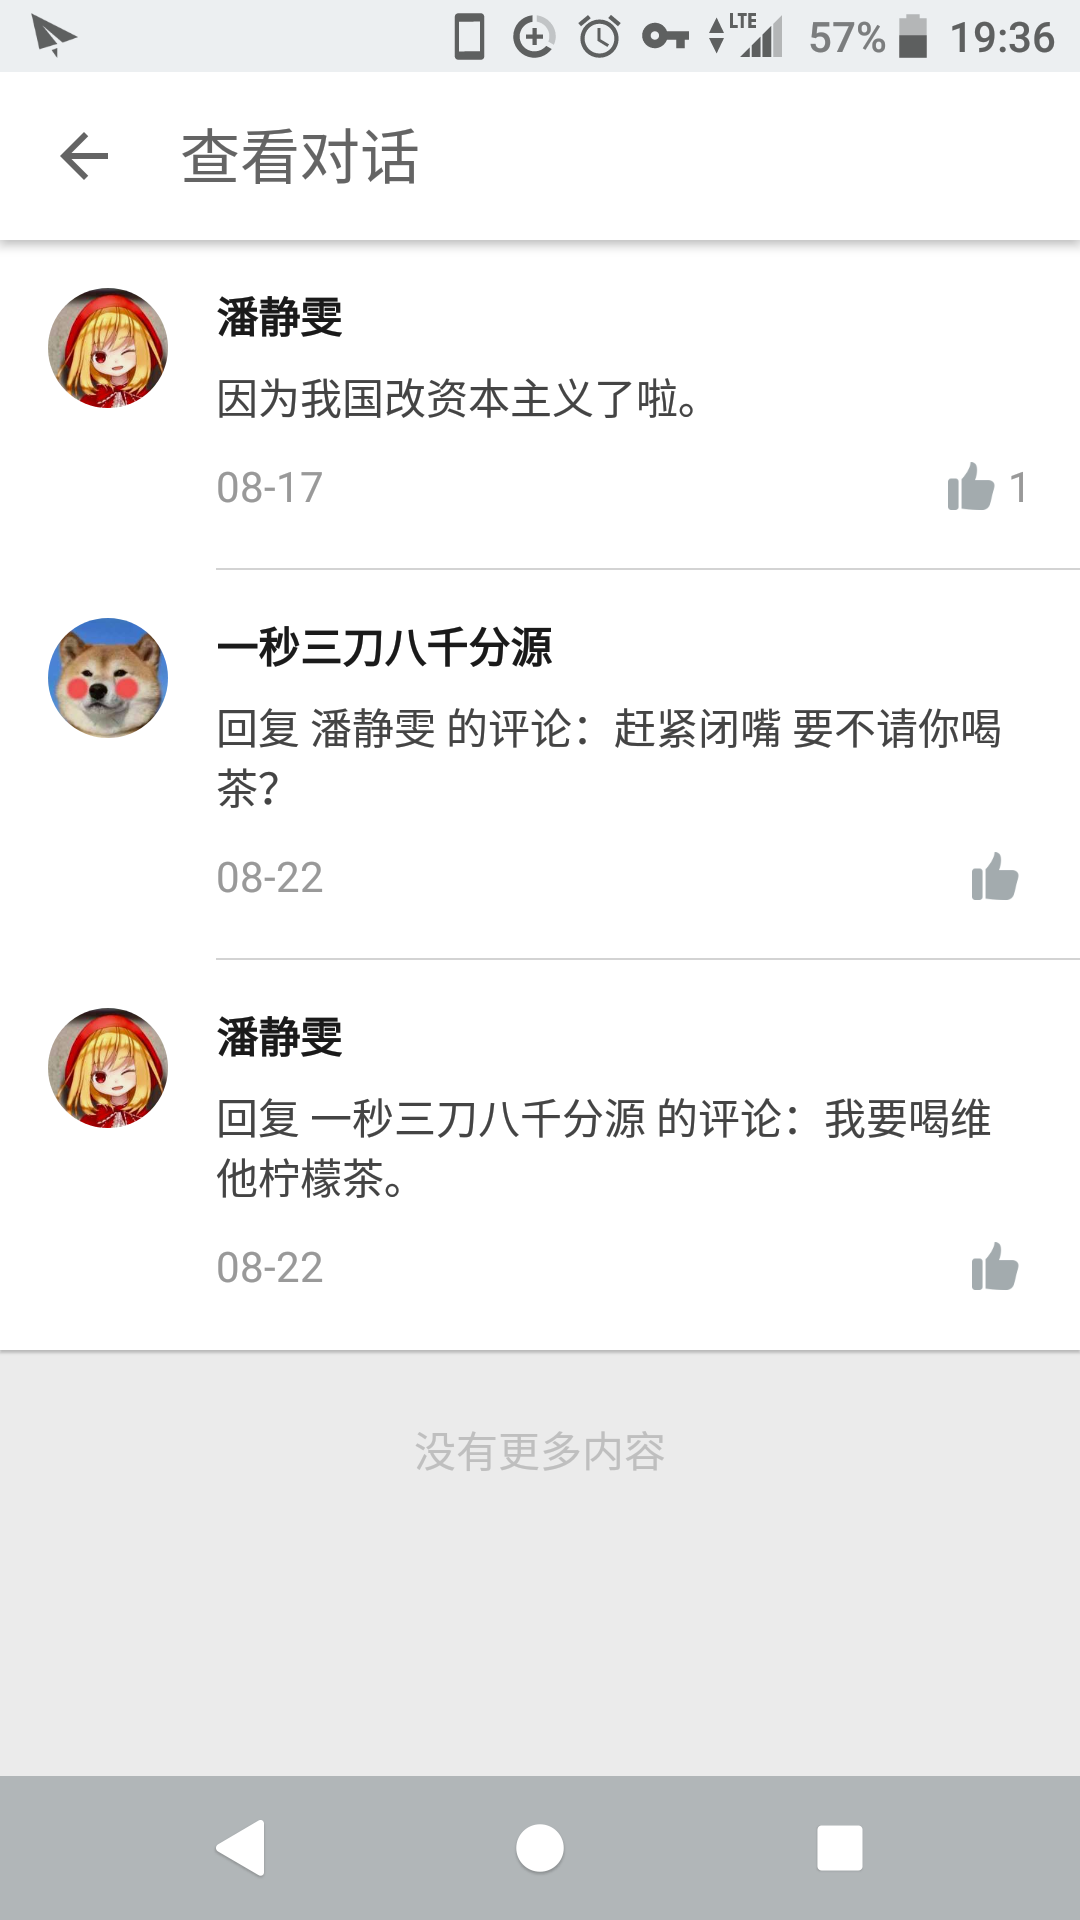 LTE 57% 19:36
查看对话
潘静雯
因为我国改资本主义了啦。
08-17 1
一秒三刀八千分源
回复 潘静雯 的评论：赶紧闭嘴 要不请你喝
茶？
08-22
潘静雯
回复 一秒三刀八千分源 的评论：我要喝维
他柠檬茶。
08-22
没有更多内容